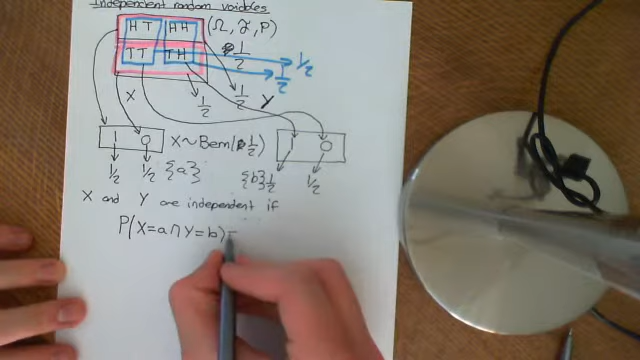 Independent random variables
HT HH (Ω, F, P)
TT TH 1/2 1/2
1/2
1/2 1/2
X Y
1 0 X~Bern(1/2) 1 0
1/2 1/2 {a} {b} 1/2 1/2
X and Y are independent if
P(X=a∩Y=b)=